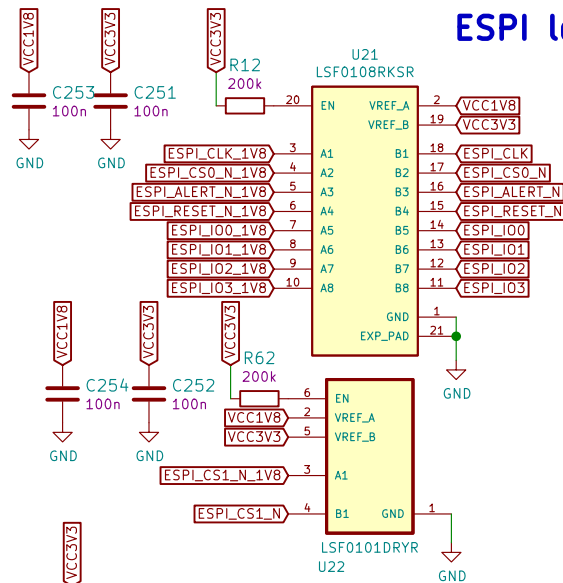 ESPI l
VCC1V8
VCC3V3
VCC3V3
C253
100n
C251
100n
GND
GND
R12
200k
U21
LSF0108RKSR
20 EN
VREF_A 2 VCC1V8
VREF_B 19 VCC3V3
ESPI_CLK_1V8 3 A1 B1 18 ESPI_CLK
ESPI_CS0_N_1V8 4 A2 B2 17 ESPI_CS0_N
ESPI_ALERT_N_1V8 5 A3 B3 16 ESPI_ALERT_N
ESPI_RESET_N_1V8 6 A4 B4 15 ESPI_RESET_N
ESPI_IO0_1V8 7 A5 B5 14 ESPI_IO0
ESPI_IO1_1V8 8 A6 B6 13 ESPI_IO1
ESPI_IO2_1V8 9 A7 B7 12 ESPI_IO2
ESPI_IO3_1V8 10 A8 B8 11 ESPI_IO3
GND 1
EXP_PAD 21
GND
VCC1V8
VCC3V3
VCC3V3
C254
100n
C252
100n
GND
GND
R62
200k
6 EN
VCC1V8 2 VREF_A
VCC3V3 5 VREF_B
ESPI_CS1_N_1V8 3 A1
ESPI_CS1_N 4 B1 GND 1
LSF0101DRYR
U22
GND
VCC3V3